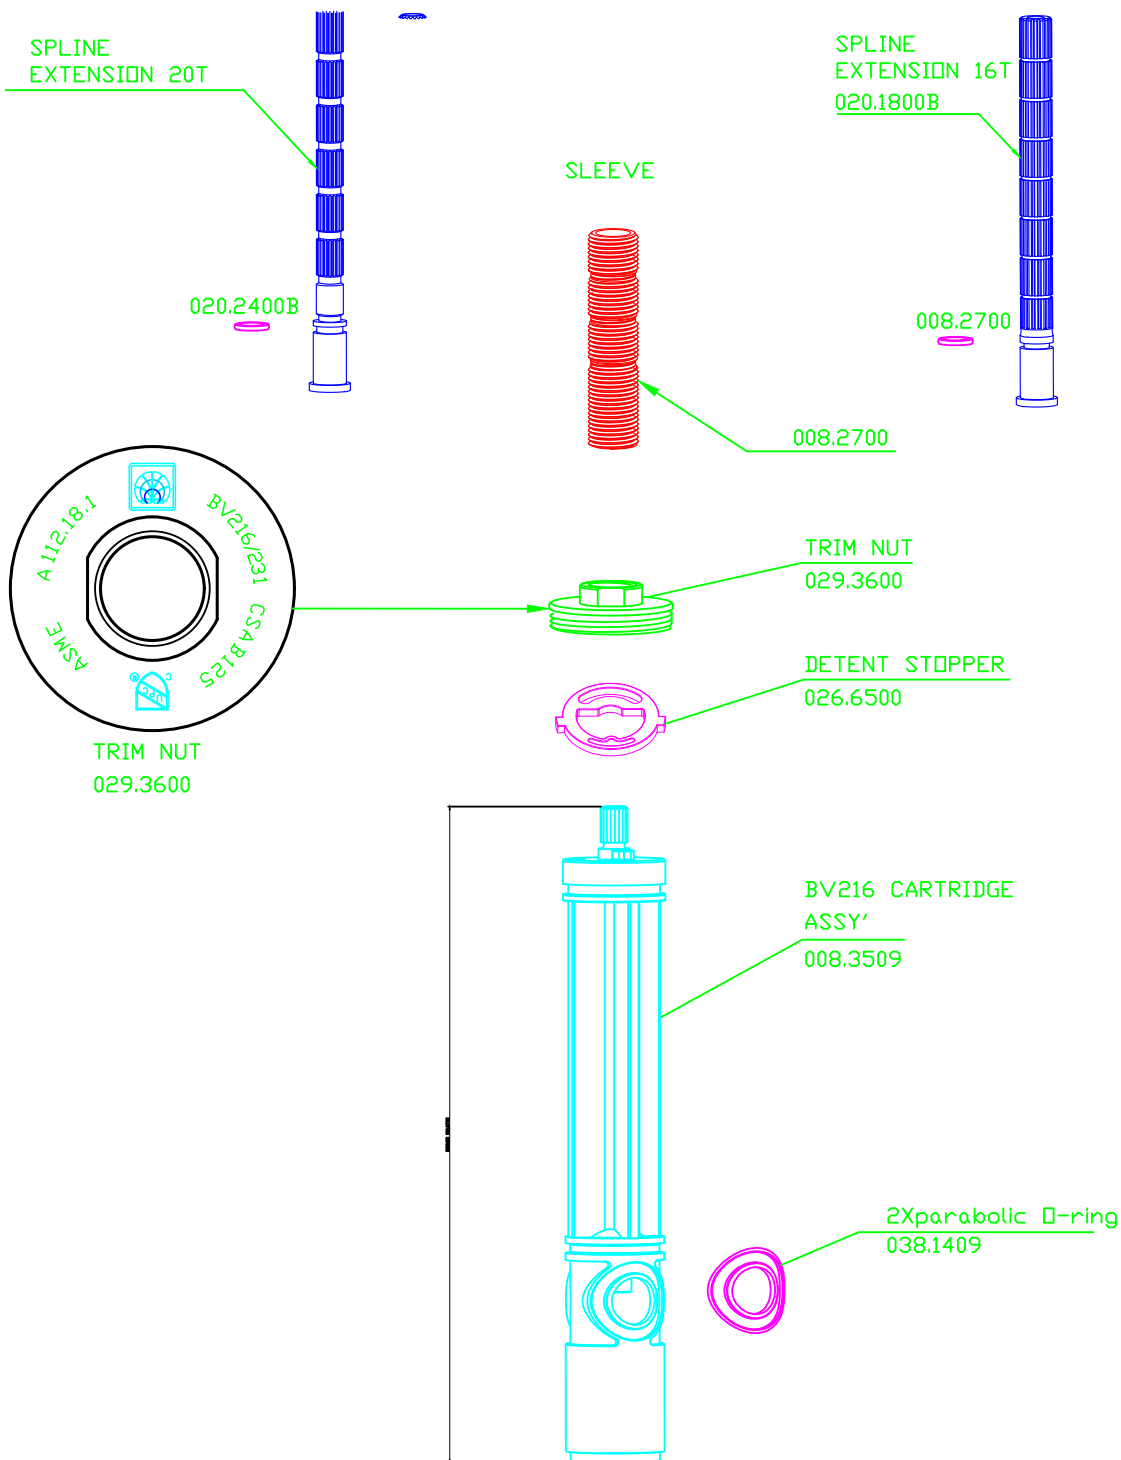 SPLINE
EXTENSION 20T
020.2400B
SPLINE
EXTENSION 16T
020.1800B
008.2700
SLEEVE
008.2700
A 112.18.1
BV216/231
CSAB125
ASME
UPC
C
®
TRIM NUT
029.3600
TRIM NUT
029.3600
DETENT STOPPER
026.6500
BV216 CARTRIDGE
ASSY'
008.3509
2Xparabolic O-ring
038.1409